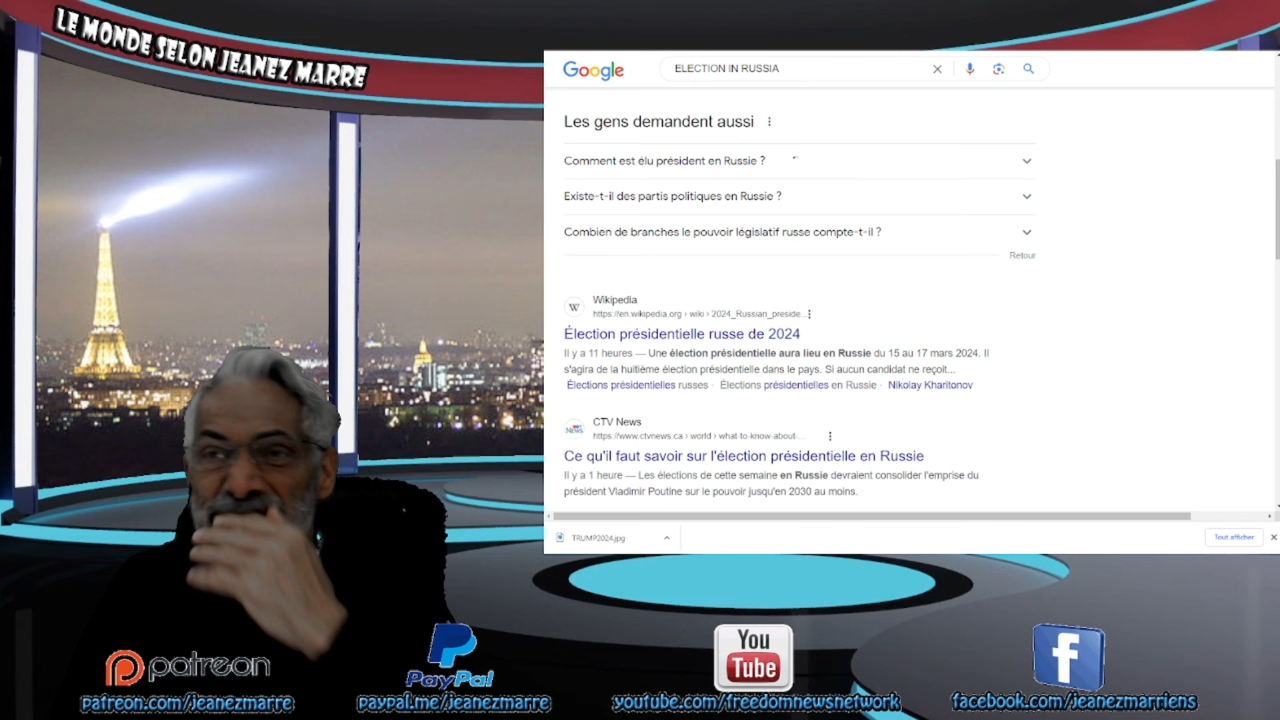 LE MONDE SELON JEANEZ MARRE
Google
ELECTION IN RUSSIA
Les gens demandent aussi
Comment est élu président en Russie ?
Existe-t-il des partis politiques en Russie ?
Combien de branches le pouvoir législatif russe compte-t-il ?
Retour
W
Wikipedia
https://en.wikipedia.org › wiki › 2024_Russian_preside...
Élection présidentielle russe de 2024
Il y a 11 heures — Une élection présidentielle aura lieu en Russie du 15 au 17 mars 2024. Il
s'agira de la huitième élection présidentielle dans le pays. Si aucun candidat ne reçoit...
Élections présidentielles russes · Élections présidentielles en Russie · Nikolay Kharitonov
NEWS
CTV News
https://www.ctvnews.ca › world › what-to-know-about-...
Ce qu'il faut savoir sur l'élection présidentielle en Russie
Il y a 1 heure — Les élections de cette semaine en Russie devraient consolider l'emprise du
président Vladimir Poutine sur le pouvoir jusqu'en 2030 au moins.
TRUMP2024.jpg
Tout afficher
patreon
PayPal
You
Tube
f
patreon.com/jeanezmarre
paypal.me/jeanezmarre
youtube.com/freedomnewsnetwork
facebook.com/jeanezmarriens